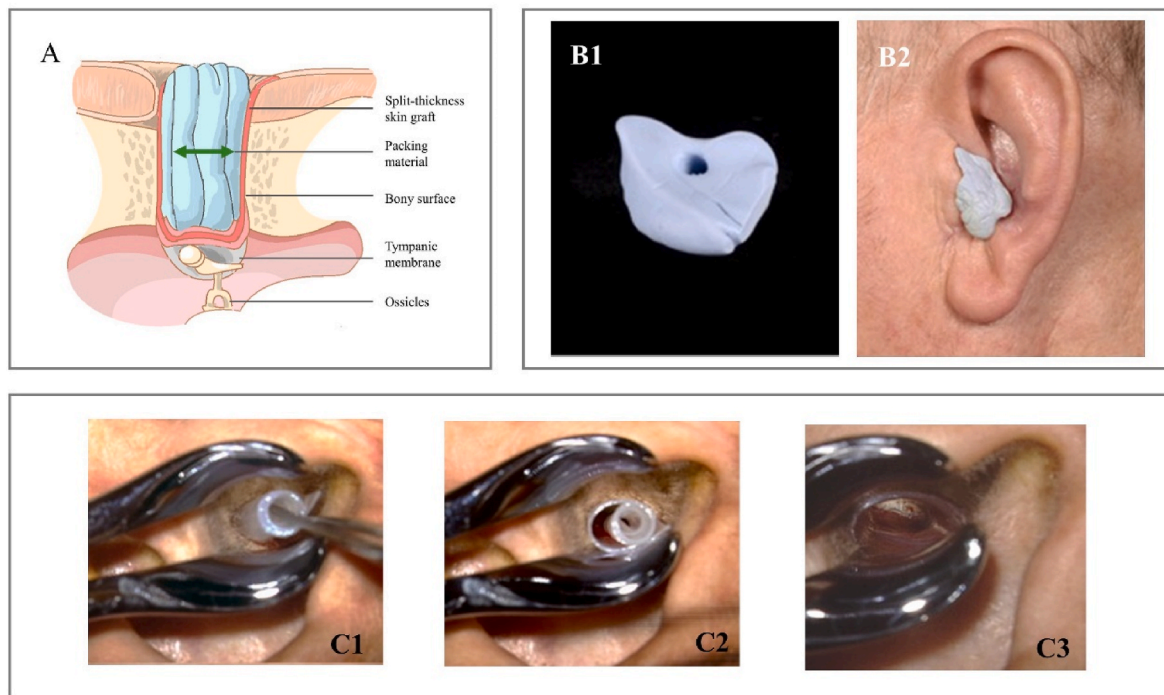 A
Split-thickness
skin graft
Packing
material
Bony surface
Tympanic
membrane
Ossicles
B1
B2
C1
C2
C3